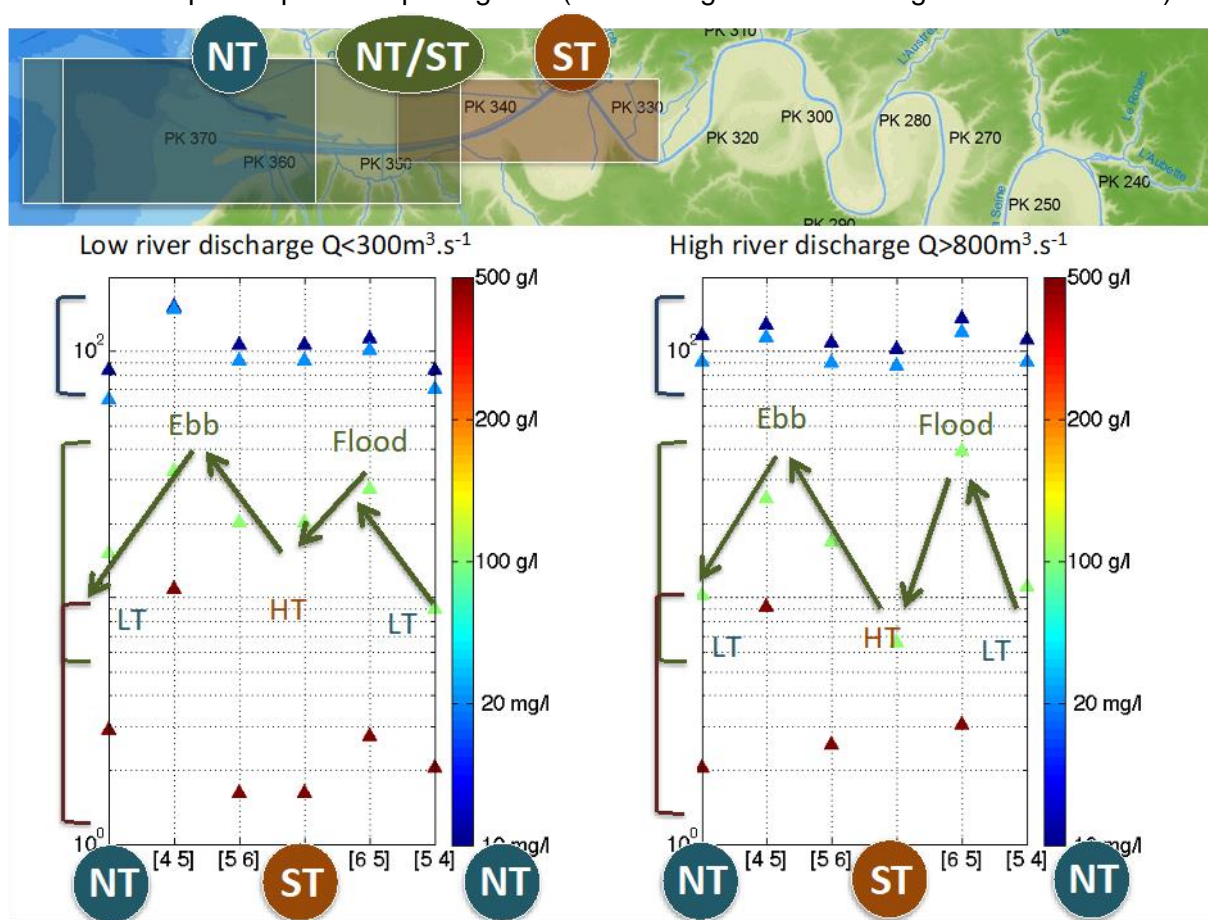 NT NT/ST ST
PK 310
L'Austre
PK 340 PK 330 PK 300 PK 280
PK 370 PK 320 PK 270
PK 360 PK 350 Le Robec
L'Aubette
PK 240
PK 290 Seine PK 250
Low river discharge Q<300m³.s⁻¹ High river discharge Q>800m³.s⁻¹
500 g/l 500 g/l
10² 10²
200 g/l 200 g/l
Ebb Flood Ebb Flood
100 g/l 100 g/l
LT HT LT LT HT LT
20 mg/l 20 mg/l
10⁰ 10 mg/l 10⁰ 10 mg/l
[4 5] [5 6] [6 5] [5 4] [4 5] [5 6] [6 5] [5 4]
NT ST NT NT ST NT